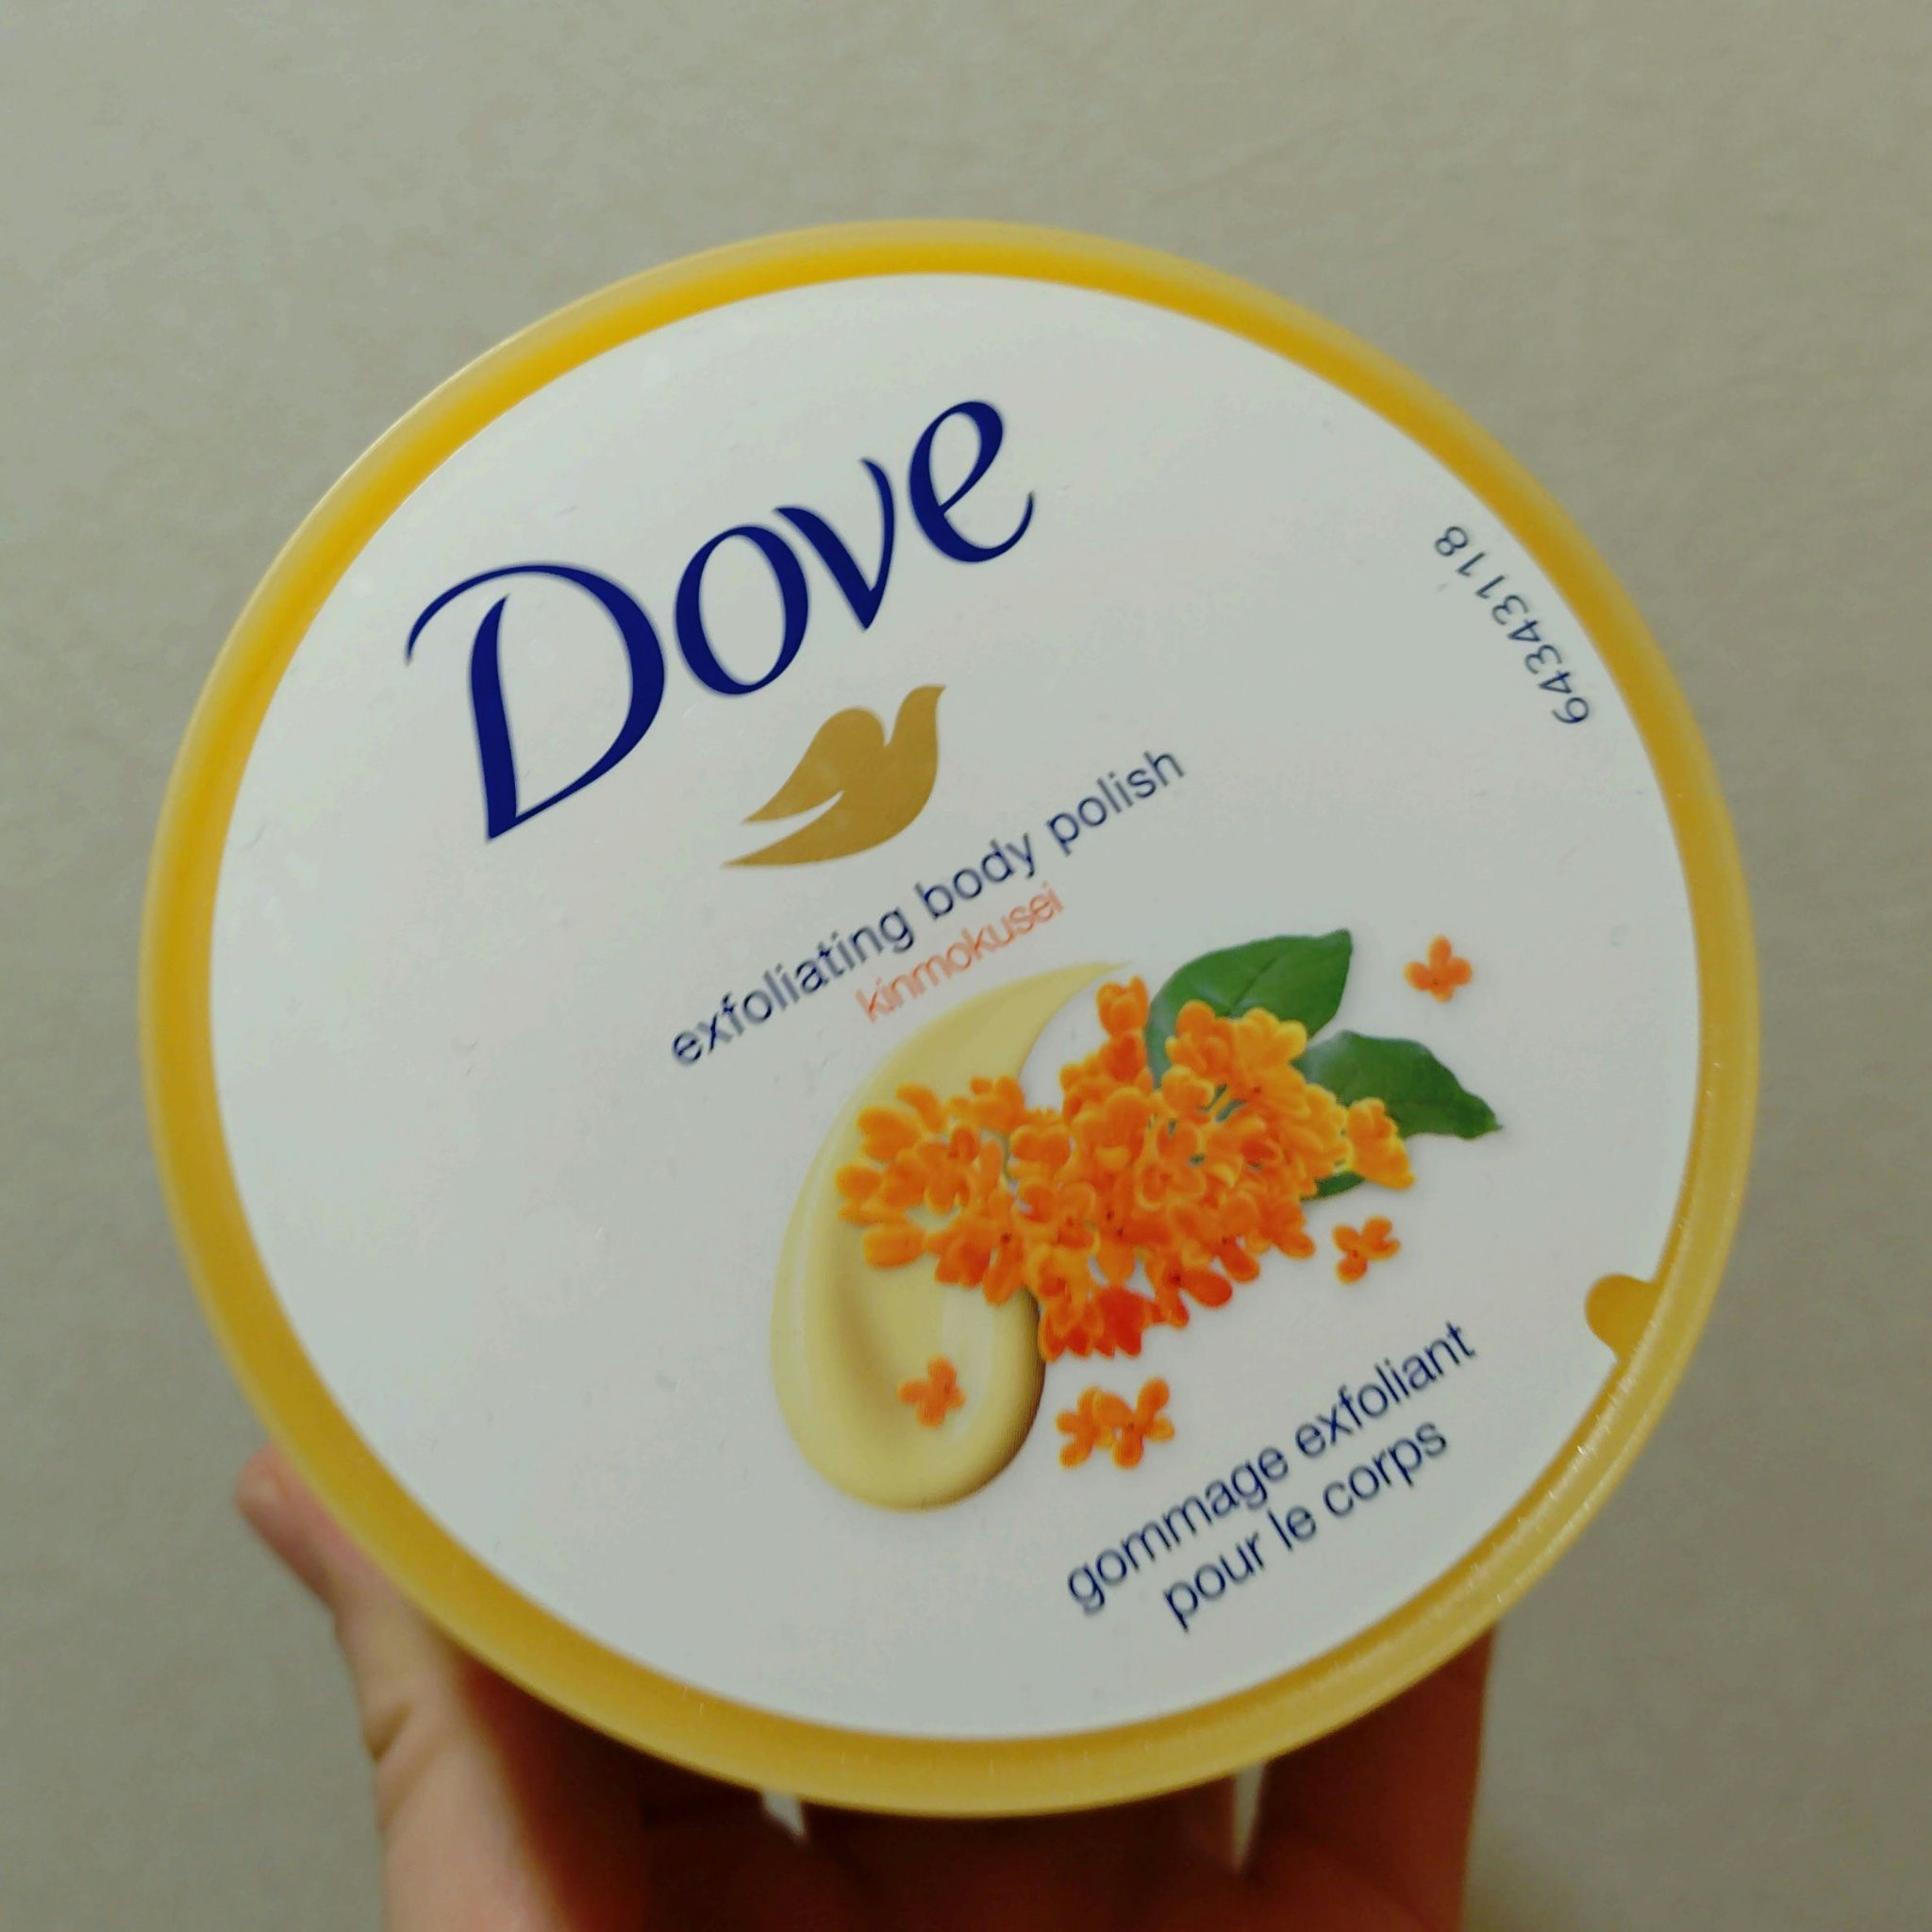 Dove
exfoliating body polish
kinmokusei
64343118
gommage exfoliant
pour le corps